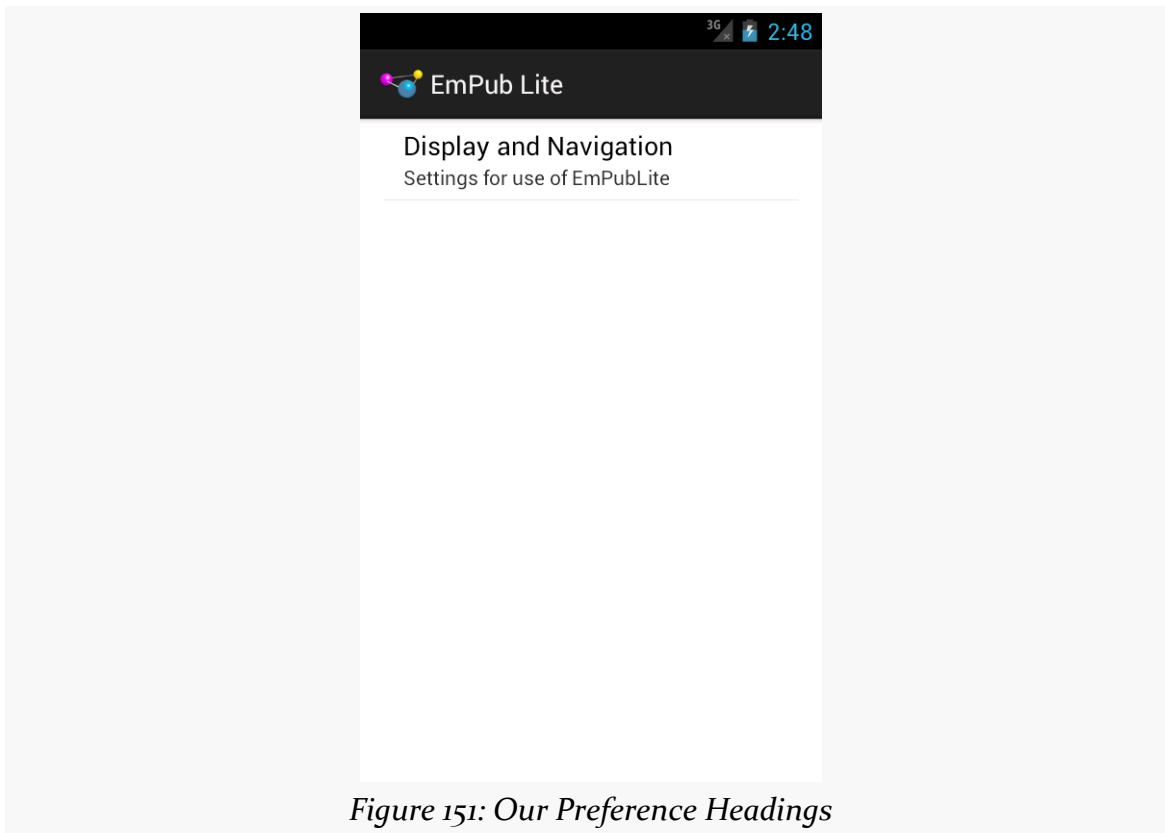 3G 2:48
EmPub Lite
Display and Navigation
Settings for use of EmPubLite
Figure 151: Our Preference Headings